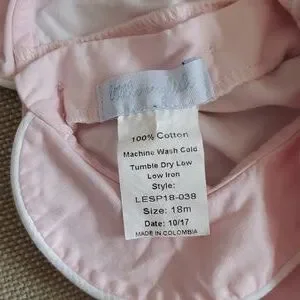 100% Cotton
Machine Wash Cold
Tumble Dry Low
Low Iron
Style:
LESP18-038
Size: 18m
Date: 10/17
MADE IN COLOMBIA